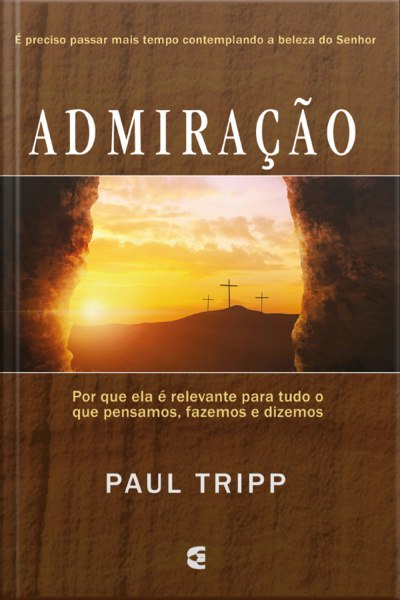 É preciso passar mais tempo contemplando a beleza do Senhor
ADMIRAÇÃO
Por que ela é relevante para tudo o
que pensamos, fazemos e dizemos
PAUL TRIPP